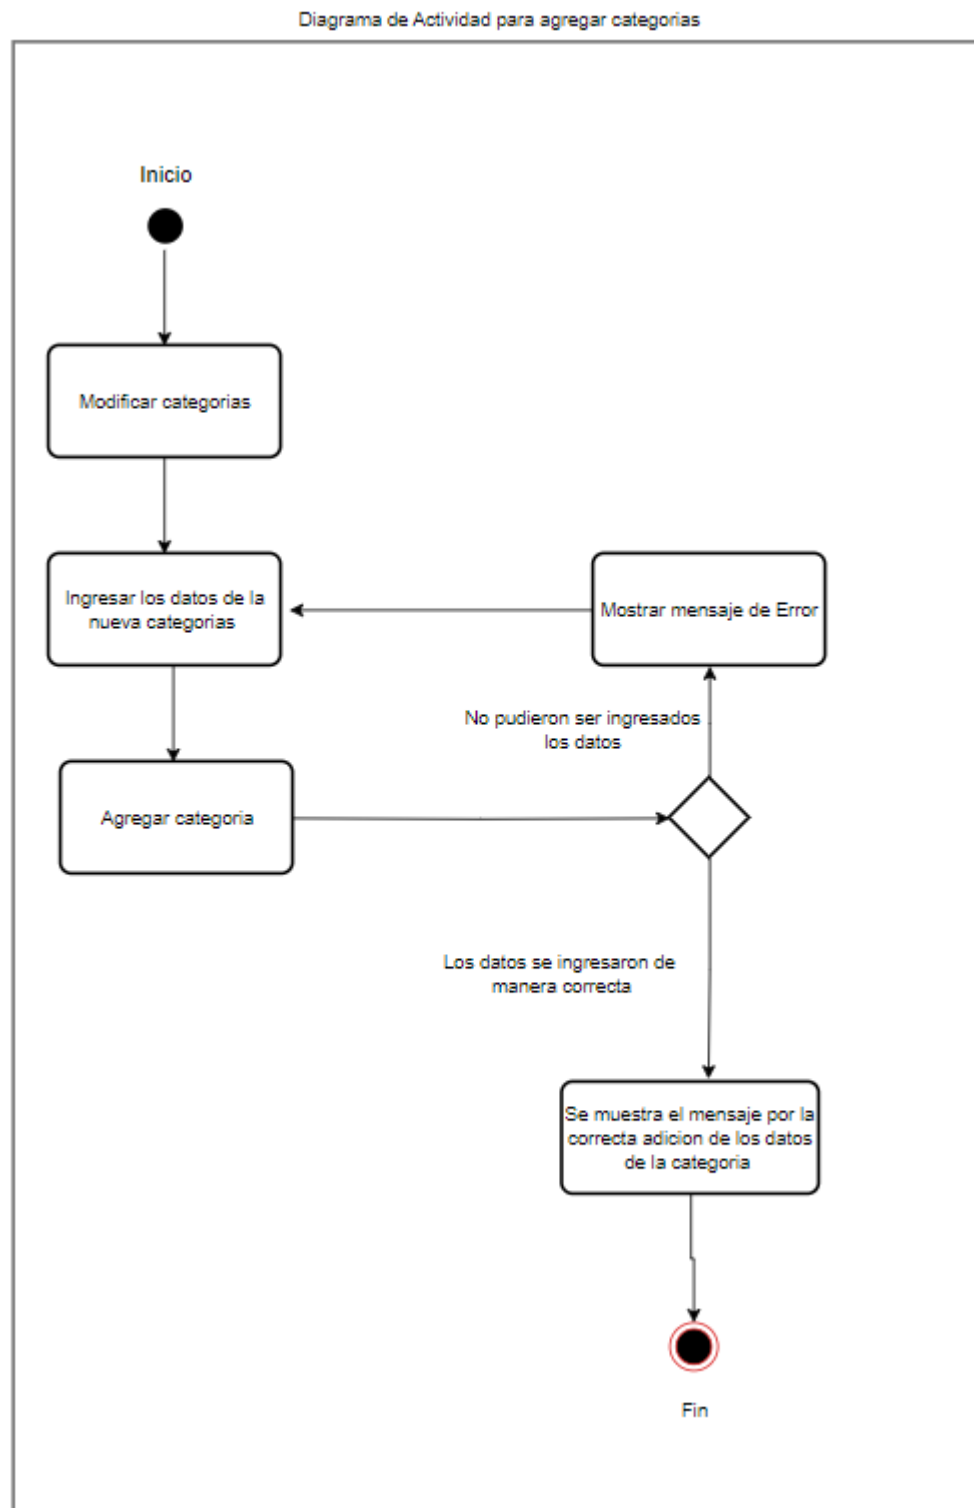 Diagrama de Actividad para agregar categorias
Inicio
Modificar categorias
Ingresar los datos de la
nueva categorias
Mostrar mensaje de Error
No pudieron ser ingresados
los datos
Agregar categoria
Los datos se ingresaron de
manera correcta
Se muestra el mensaje por la
correcta adicion de los datos
de la categoria
Fin